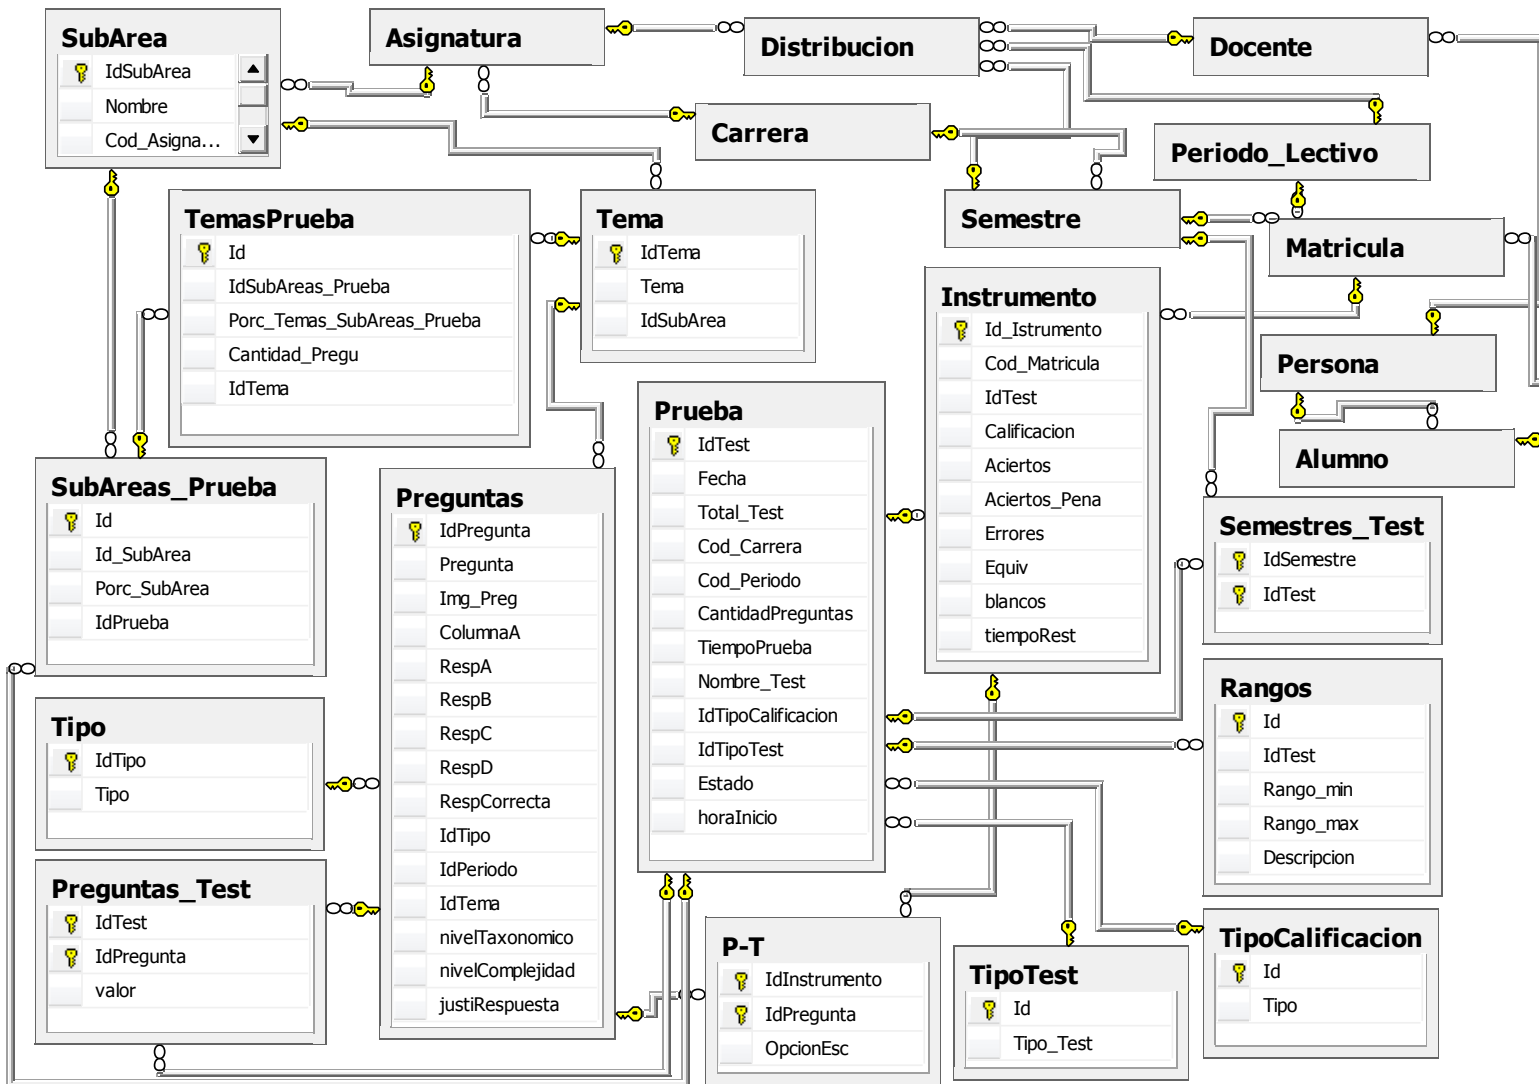 SubArea
IdSubArea
Nombre
Cod_Asigna...
Asignatura
Distribucion
Docente
Carrera
Periodo_Lectivo
TemasPrueba
Id
IdSubAreas_Prueba
Porc_Temas_SubAreas_Prueba
Cantidad_Pregu
IdTema
Tema
IdTema
Tema
IdSubArea
Semestre
Matricula
Instrumento
Id_Istrumento
Cod_Matricula
IdTest
Calificacion
Aciertos
Aciertos_Pena
Errores
Equiv
blancos
tiempoRest
Persona
Alumno
Prueba
IdTest
Fecha
Total_Test
Cod_Carrera
Cod_Periodo
CantidadPreguntas
TiempoPrueba
Nombre_Test
IdTipoCalificacion
IdTipoTest
Estado
horaInicio
SubAreas_Prueba
Id
Id_SubArea
Porc_SubArea
IdPrueba
Preguntas
IdPregunta
Pregunta
Img_Preg
ColumnaA
RespA
RespB
RespC
RespD
RespCorrecta
IdTipo
IdPeriodo
IdTema
nivelTaxonomico
nivelComplejidad
justiRespuesta
Semestres_Test
IdSemestre
IdTest
Rangos
Id
IdTest
Rango_min
Rango_max
Descripcion
Tipo
IdTipo
Tipo
Preguntas_Test
IdTest
IdPregunta
valor
P-T
IdInstrumento
IdPregunta
OpcionEsc
TipoTest
Id
Tipo_Test
TipoCalificacion
Id
Tipo